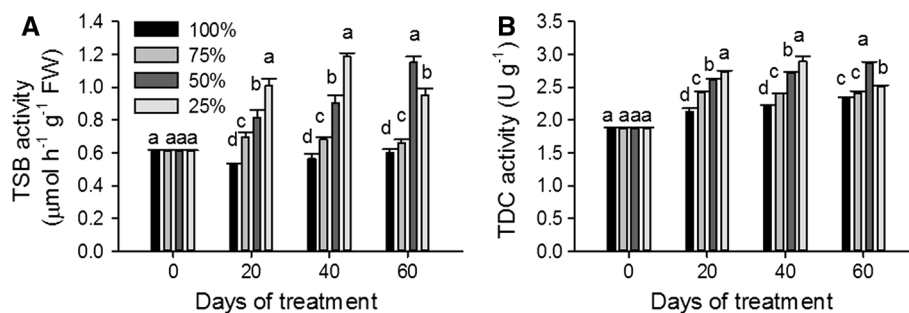 A
TSB activity
(μmol h⁻¹ g⁻¹ FW)
1.4
1.2
1.0
0.8
0.6
0.4
0.2
0.0
100%
75%
50%
25%
a aaa
d c b a
d c b a
d c a b
0 20 40 60
Days of treatment
B
TDC activity (U g⁻¹)
3.5
3.0
2.5
2.0
1.5
1.0
0.5
0.0
a aaa
d c b a
d c b a
c c a b
0 20 40 60
Days of treatment